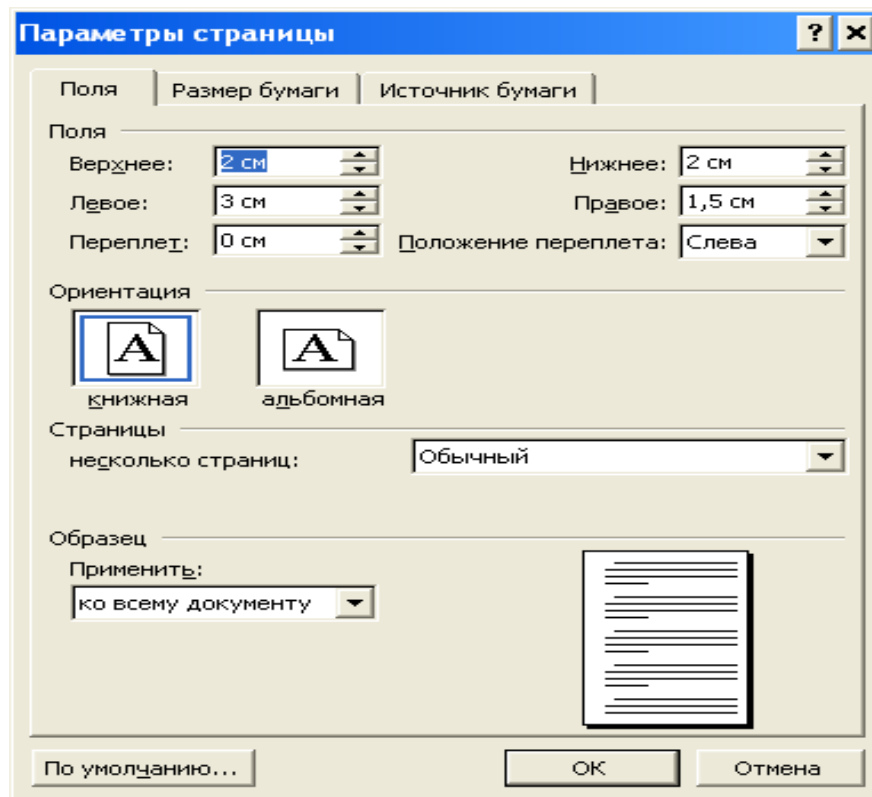 Параметры страницы
Поля Размер бумаги Источник бумаги
Поля
Верхнее: 2 см Нижнее: 2 см
Левое: 3 см Правое: 1,5 см
Переплет: 0 см Положение переплета: Слева
Ориентация
A A
книжная альбомная
Страницы
несколько страниц: Обычный
Образец
Применить:
ко всему документу
По умолчанию... ОК Отмена